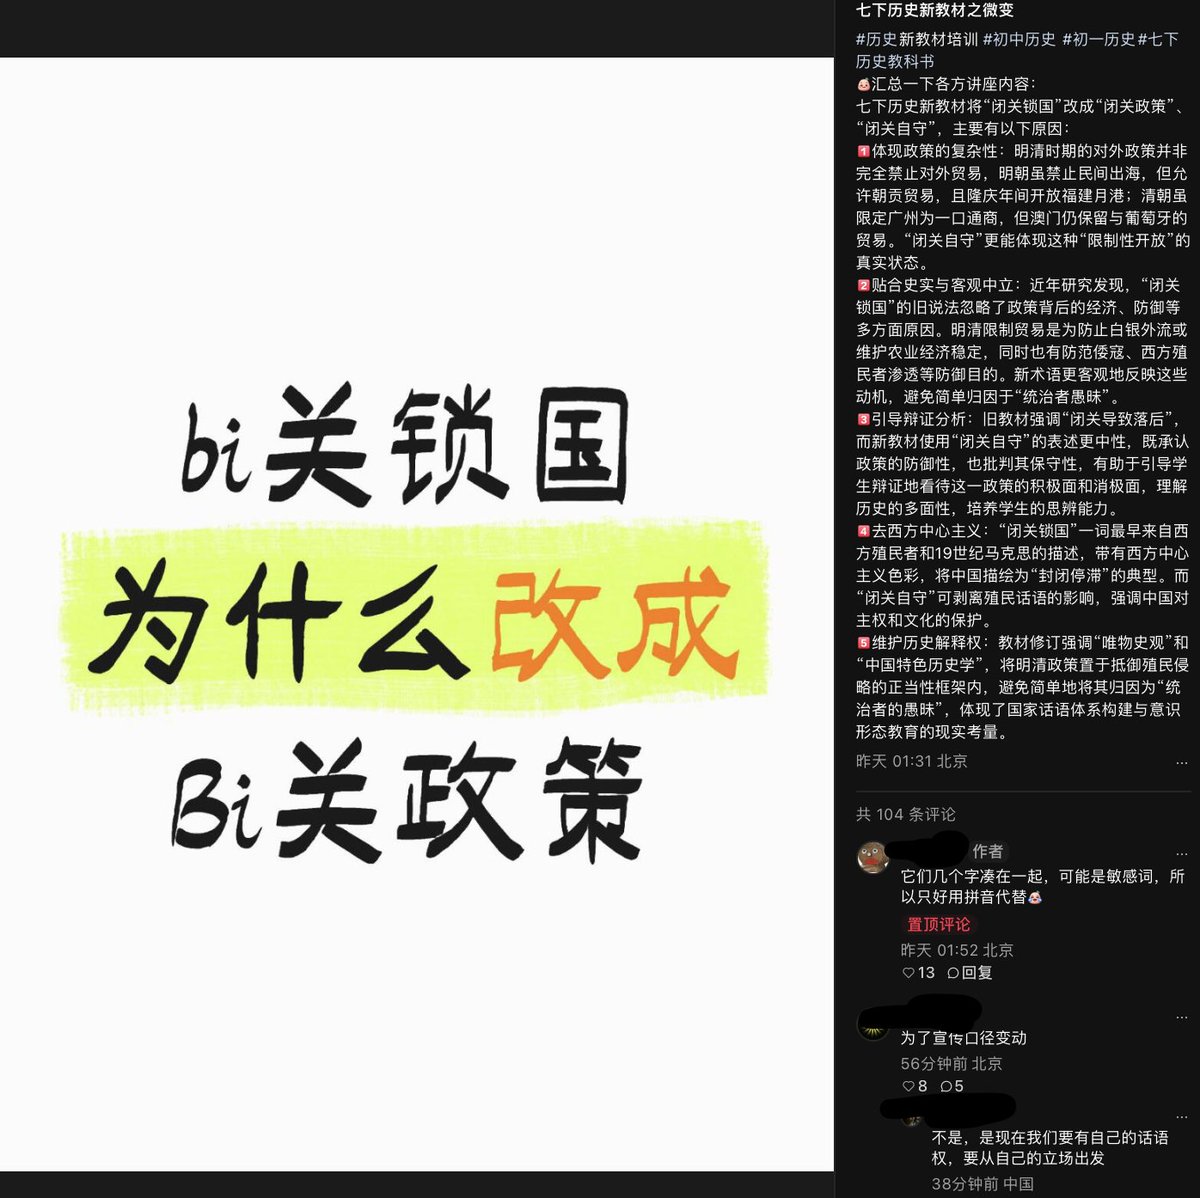 bi关锁国
为什么改成
Bi关政策
七下历史新教材之微变
#历史新教材培训 #初中历史 #初一历史#七下
历史教科书
汇总一下各方讲座内容：
七下历史新教材将“闭关锁国”改成“闭关政策”、
“闭关自守”，主要有以下原因：
1体现政策的复杂性：明清时期的对外政策并非
完全禁止对外贸易，明朝虽禁止民间出海，但允
许朝贡贸易，且隆庆年间开放福建月港；清朝虽
限定广州为一口通商，但澳门仍保留与葡萄牙的
贸易。“闭关自守”更能体现这种“限制性开放”的
真实状态。
2贴合史实与客观中立：近年研究发现，“闭关
锁国”的旧说法忽略了政策背后的经济、防御等
多方面原因。明清限制贸易是为防止白银外流或
维护农业经济稳定，同时也有防范倭寇、西方殖
民者渗透等防御目的。新术语更客观地反映这些
动机，避免简单归因于“统治者愚昧”。
3引导辩证分析：旧教材强调“闭关导致落后”，
而新教材使用“闭关自守”的表述更中性，既承认
政策的防御性，也批判其保守性，有助于引导学
生辩证地看待这一政策的积极面和消极面，理解
历史的多面性，培养学生的思辨能力。
4去西方中心主义：“闭关锁国”一词最早来自西
方殖民者和19世纪马克思的描述，带有西方中心
主义色彩，将中国描绘为“封闭停滞”的典型。而
“闭关自守”可剥离殖民话语的影响，强调中国对
主权和文化的保护。
5维护历史解释权：教材修订强调“唯物史观”和
“中国特色历史学”，将明清政策置于抵御殖民侵
略的正当性框架内，避免简单地将其归因为“统
治者的愚昧”，体现了国家话语体系构建与意识
形态教育的现实考量。
昨天 01:31 北京
共 104 条评论
作者
它们几个字凑在一起，可能是敏感词，所
以只好用拼音代替
置顶评论
昨天 01:52 北京
13 回复
为了宣传口径变动
56分钟前 北京
8 5
不是，是现在我们要有自己的话语
权，要从自己的立场出发
38分钟前 中国